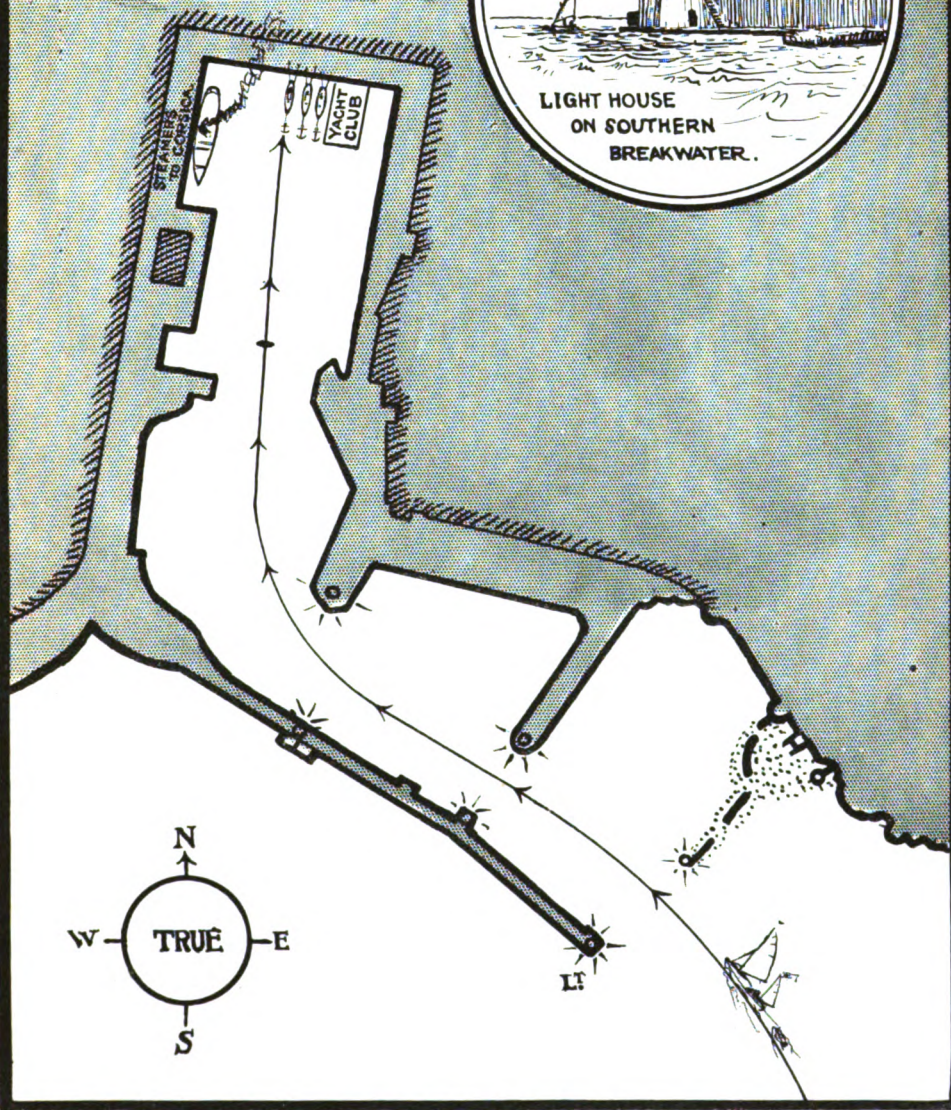 LIGHT HOUSE
ON SOUTHERN
BREAKWATER.
STEAMERS
TO CORSICA.
YACHT
CLUB
N
W
TRUE
E
S
LT.